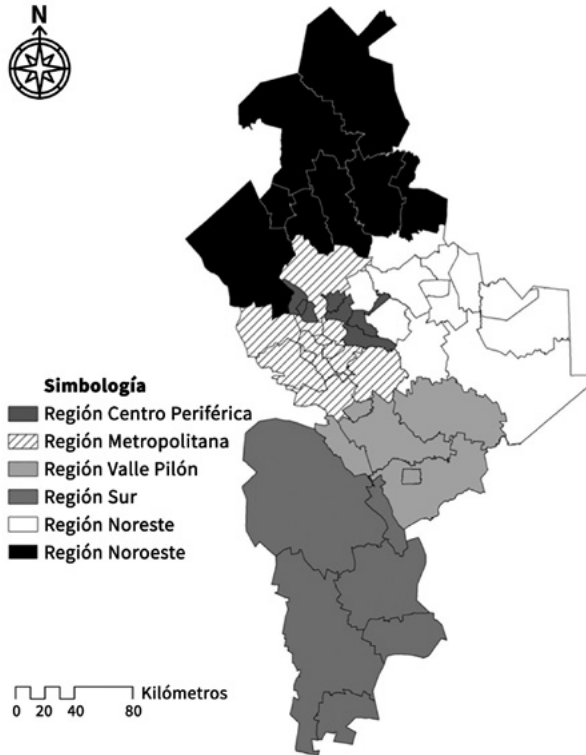 N
Simbología
Región Centro Periférica
Región Metropolitana
Región Valle Pilón
Región Sur
Región Noreste
Región Noroeste
Kilómetros
0 20 40 80